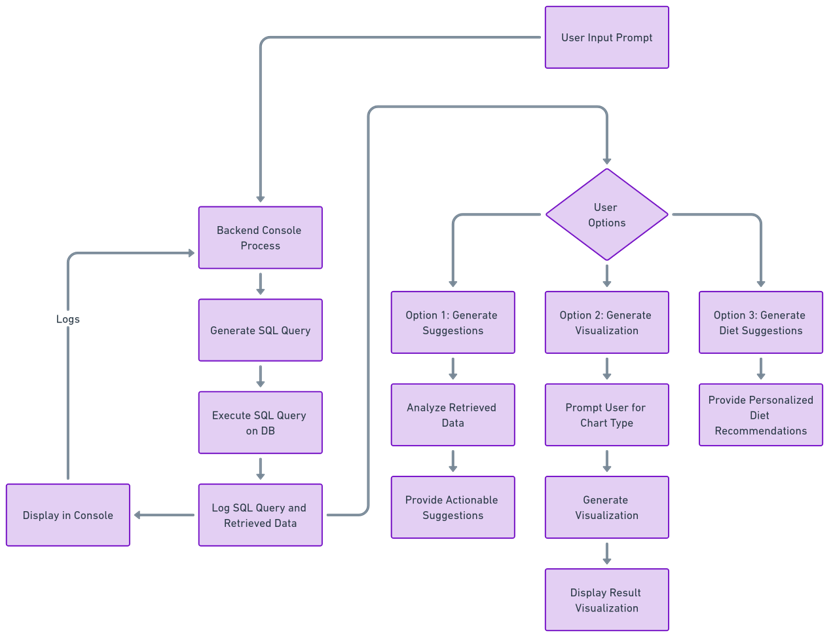 User Input Prompt
User
Options
Backend Console
Process
Logs
Generate SQL Query
Execute SQL Query
on DB
Log SQL Query and
Retrieved Data
Display in Console
Option 1: Generate
Suggestions
Analyze Retrieved
Data
Provide Actionable
Suggestions
Option 2: Generate
Visualization
Prompt User for
Chart Type
Generate
Visualization
Display Result
Visualization
Option 3: Generate
Diet Suggestions
Provide Personalized
Diet
Recommendations